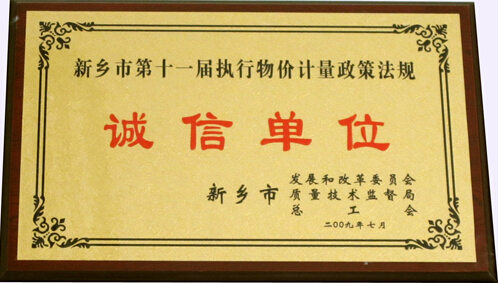 新乡市第十一届执行物价计量政策法规
诚信单位
新乡市
发展和改革委员会
质量技术监督局
总工会
二00九年七月